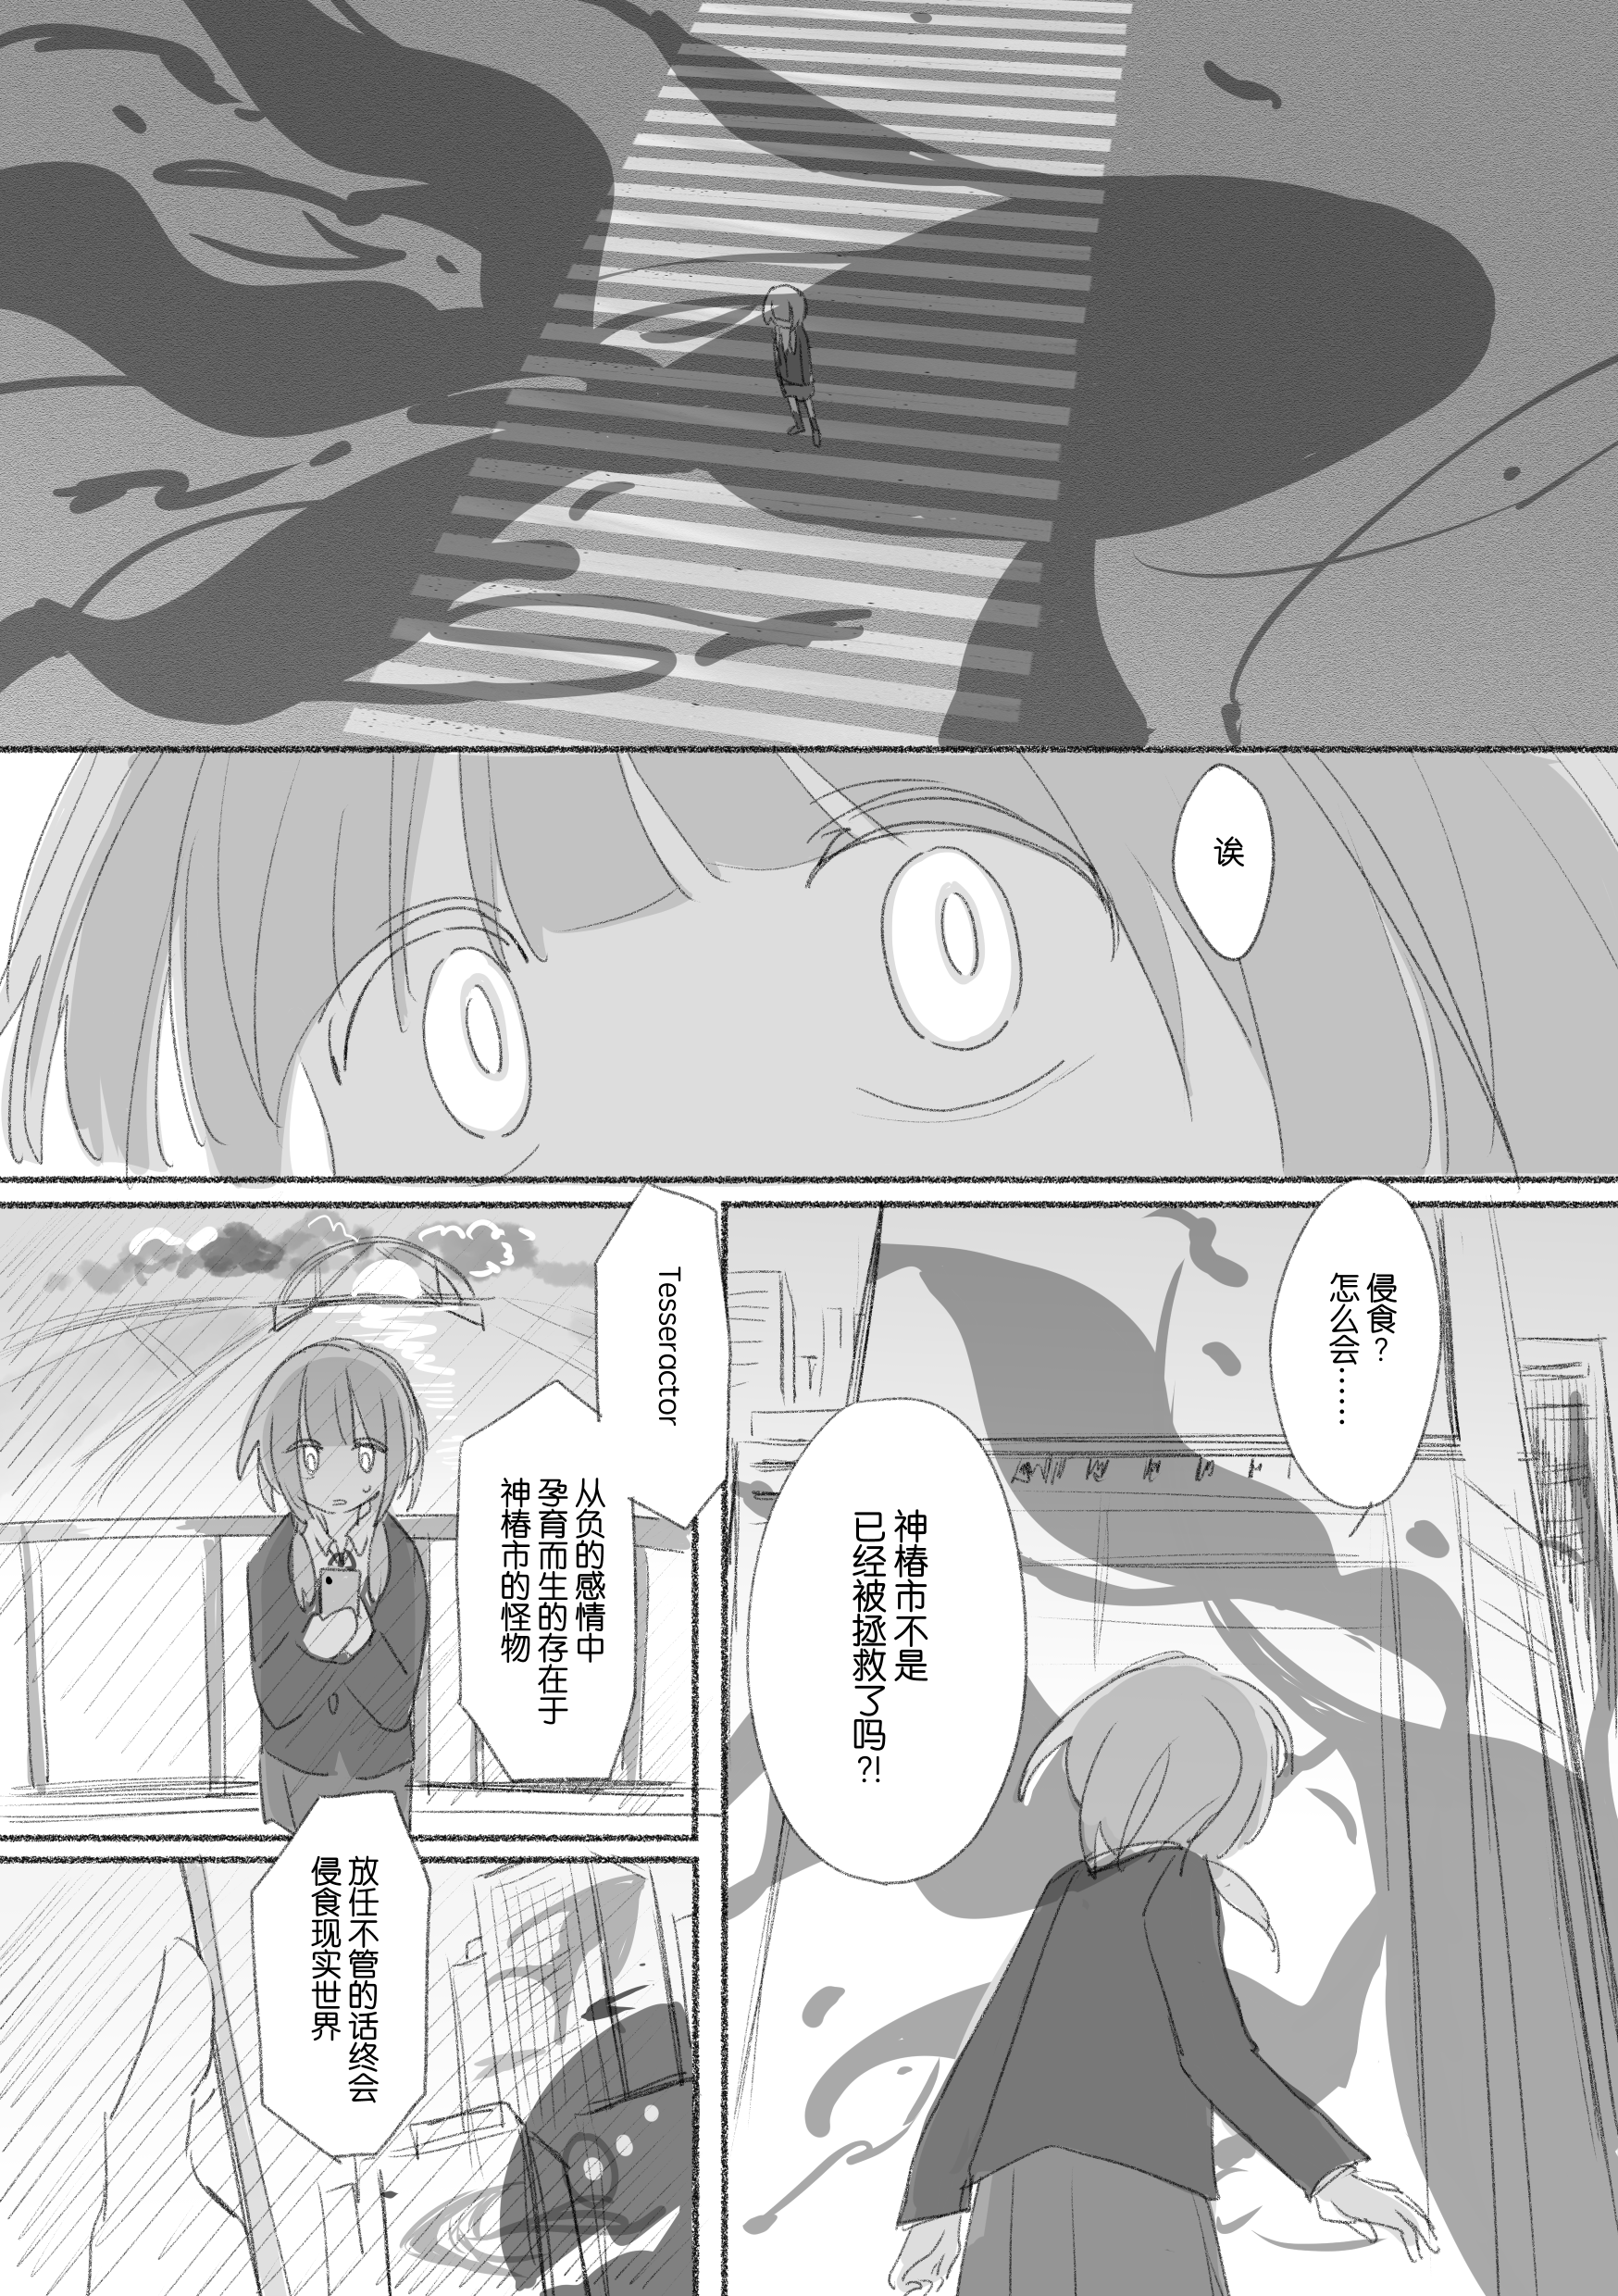 诶
侵食？
怎么会……
神椿市不是
已经被拯救了吗?!
Tesseractor
从负的感情中
孕育而生的存在于
神椿市的怪物
放任不管的话终会
侵食现实世界